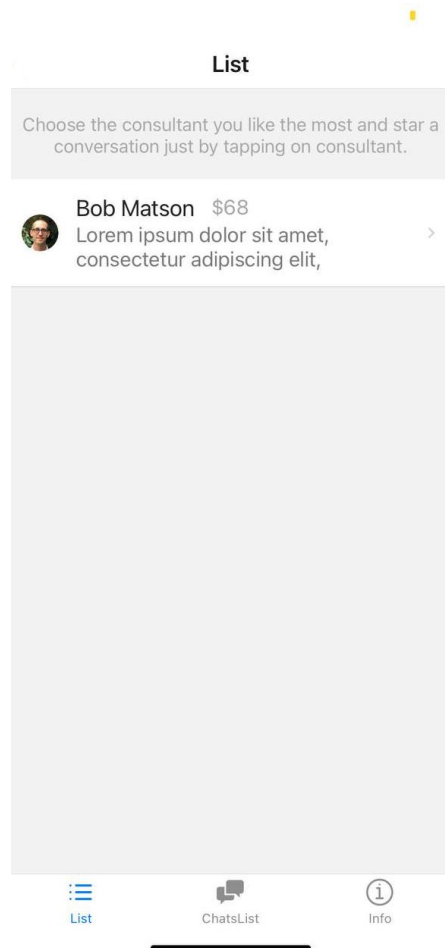 List
Choose the consultant you like the most and star a
conversation just by tapping on consultant.
Bob Matson $68
Lorem ipsum dolor sit amet,
consectetur adipiscing elit,
List ChatsList Info